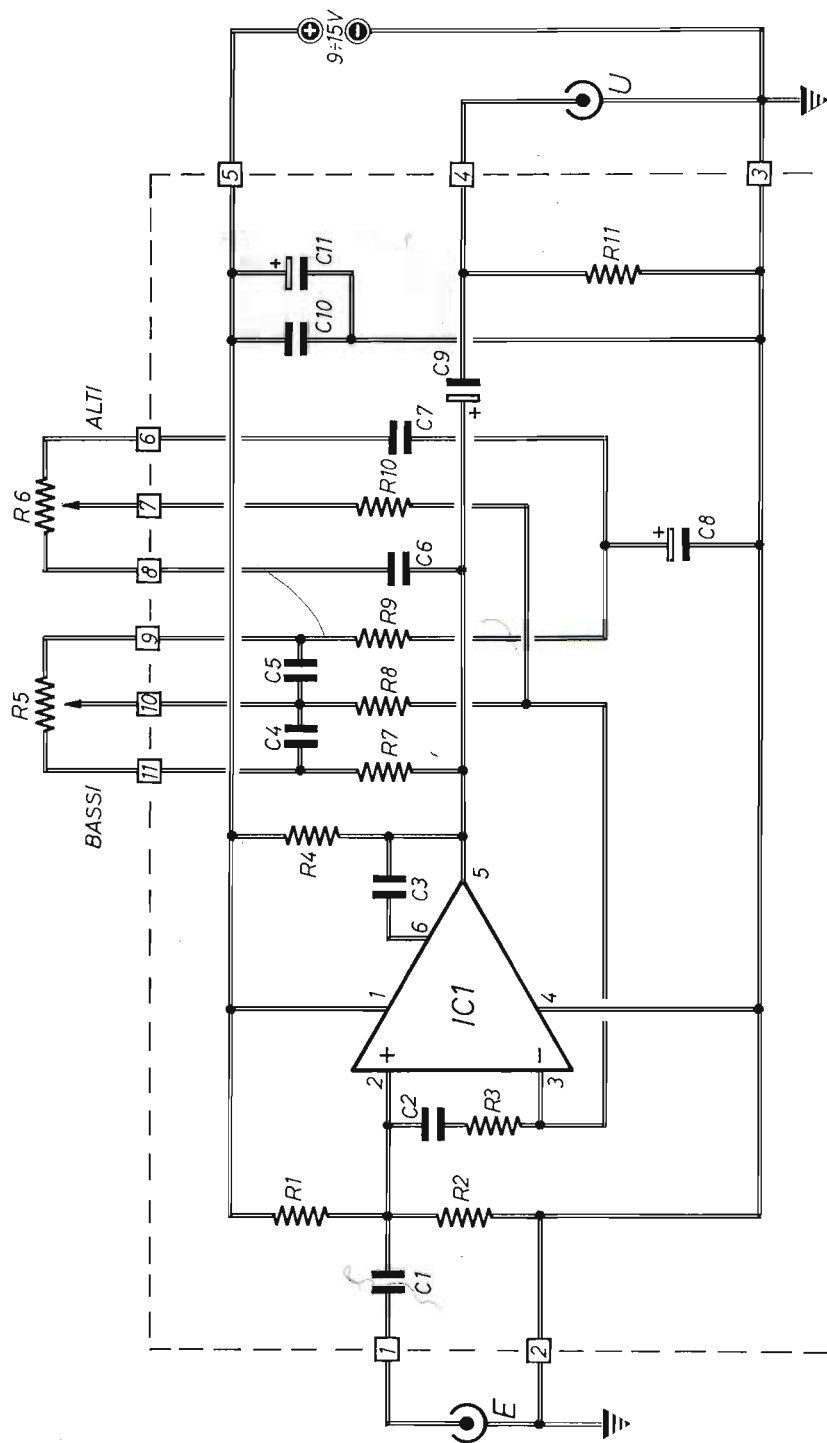 BASSI
ALTI
R5
R6
11
10
9
8
7
6
5
+
9÷15V
−
R1
R4
C4
C5
C10
+
C11
R7
R8
R9
C6
R10
C7
1
6
C3
E
1
C1
2
+
C2
IC1
5
+
C9
4
U
R3
R2
3
−
4
+
C8
R11
2
3